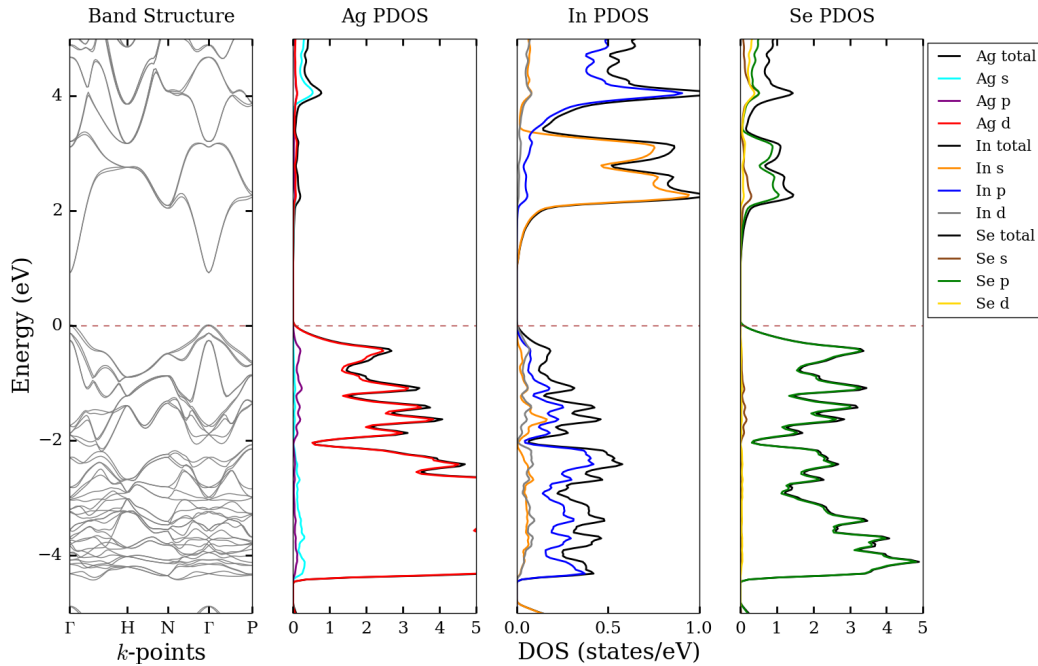 Band Structure
Ag PDOS
In PDOS
Se PDOS
Energy (eV)
4
2
0
−2
−4
Γ H N Γ P
k-points
0 1 2 3 4 5
0.0 0.5 1.0
DOS (states/eV)
0 1 2 3 4 5
Ag total
Ag s
Ag p
Ag d
In total
In s
In p
In d
Se total
Se s
Se p
Se d